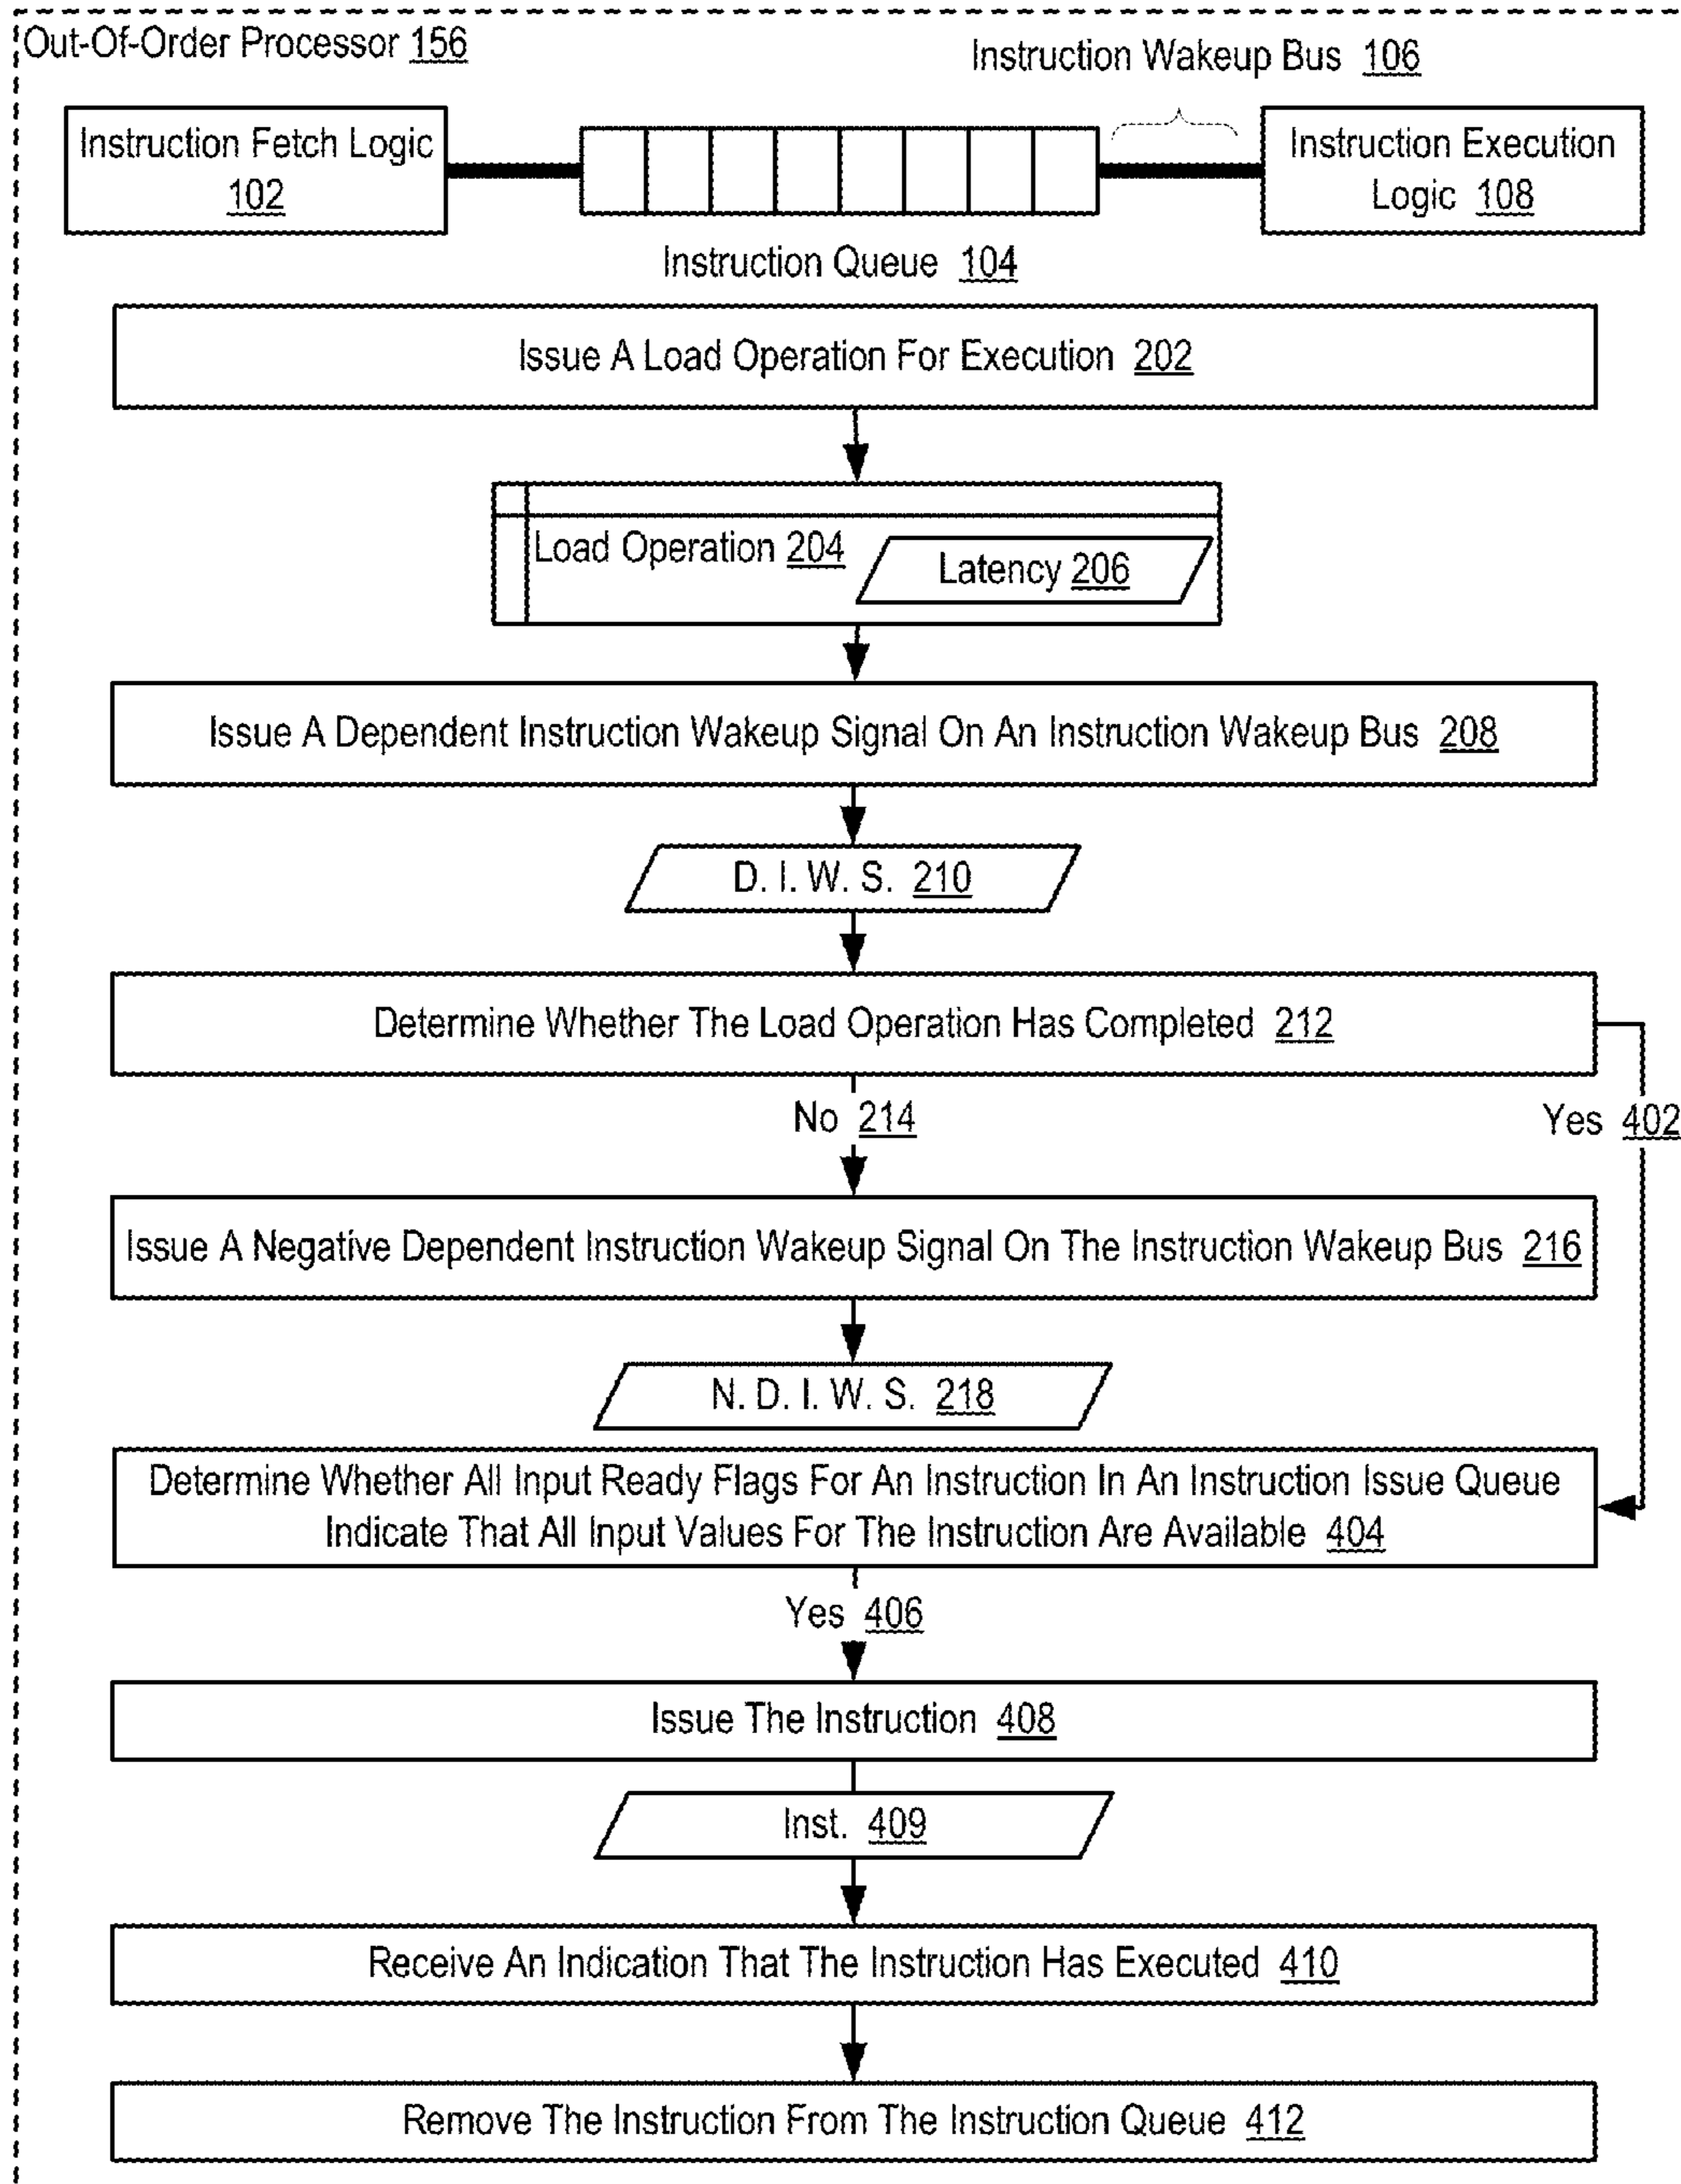 Out-Of-Order Processor 156
Instruction Wakeup Bus 106
Instruction Fetch Logic
102
Instruction Execution
Logic 108
Instruction Queue 104
Issue A Load Operation For Execution 202
Load Operation 204
Latency 206
Issue A Dependent Instruction Wakeup Signal On An Instruction Wakeup Bus 208
D. I. W. S. 210
Determine Whether The Load Operation Has Completed 212
No 214
Yes 402
Issue A Negative Dependent Instruction Wakeup Signal On The Instruction Wakeup Bus 216
N. D. I. W. S. 218
Determine Whether All Input Ready Flags For An Instruction In An Instruction Issue Queue
Indicate That All Input Values For The Instruction Are Available 404
Yes 406
Issue The Instruction 408
Inst. 409
Receive An Indication That The Instruction Has Executed 410
Remove The Instruction From The Instruction Queue 412